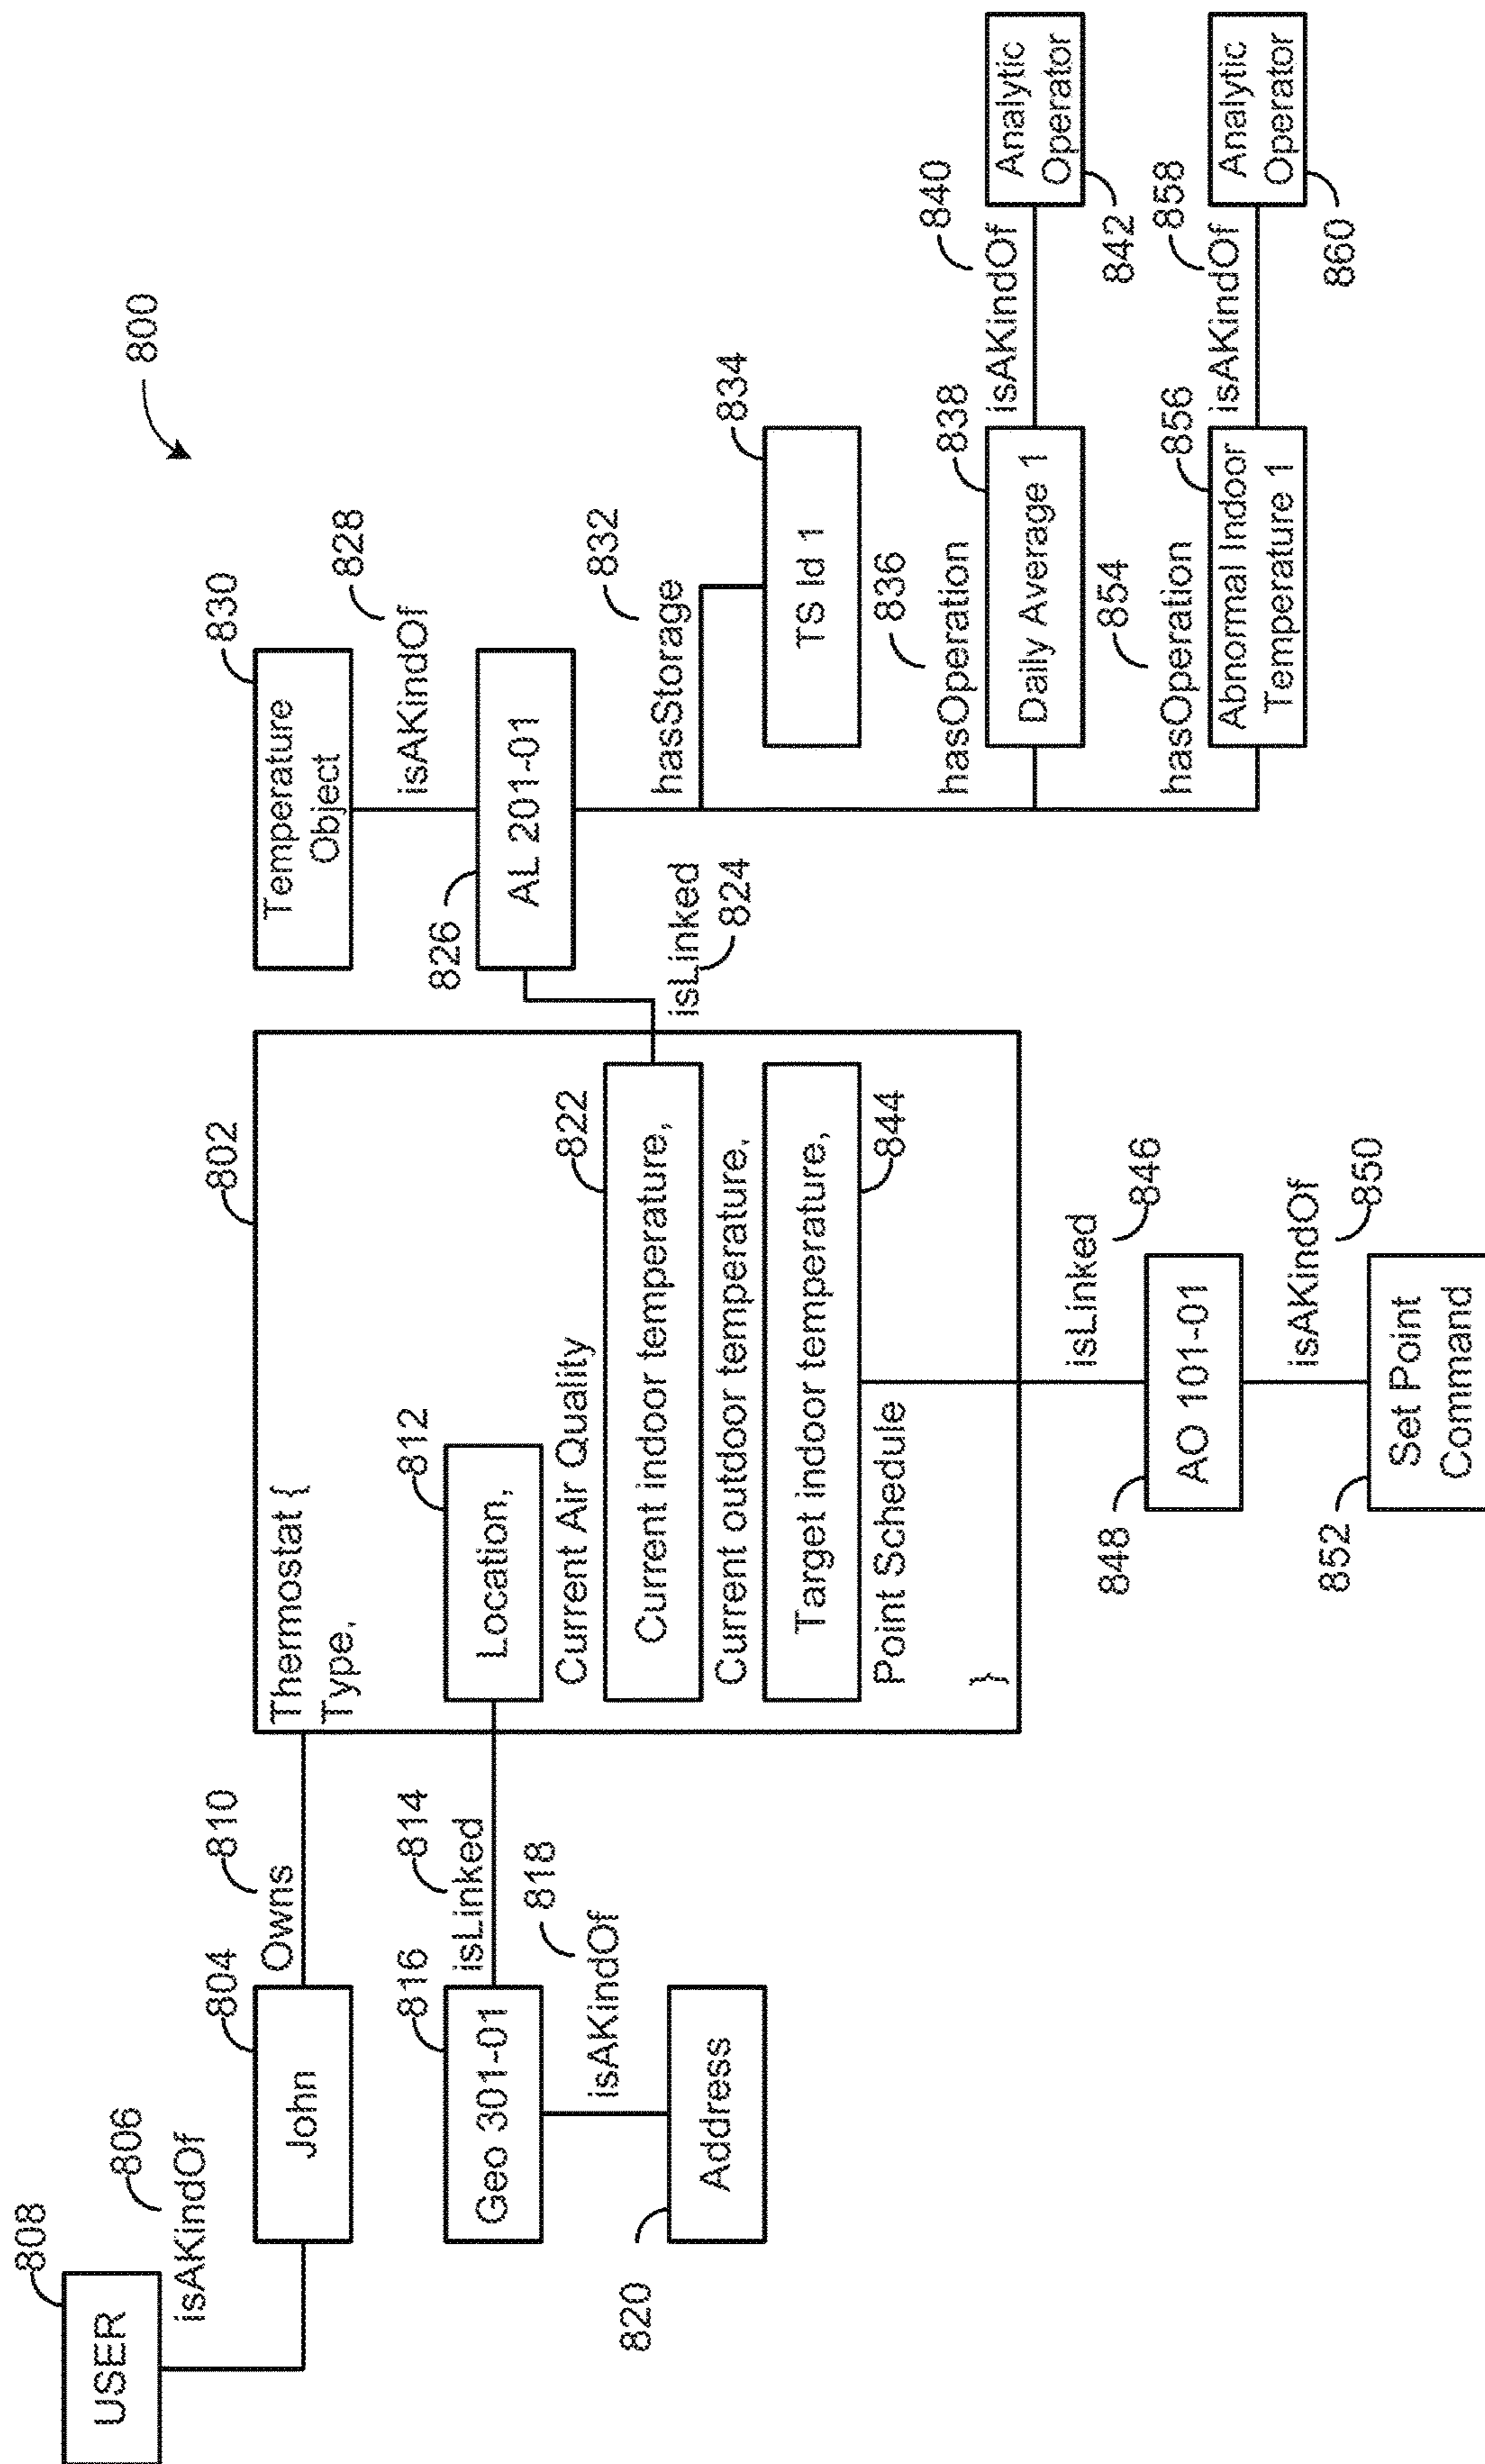 800
808
USER
806
isAKindOf
804
John
810
Owns
816
Geo 301-01
814
isLinked
818
isAKindOf
820
Address
802
Thermostat {
Type,
812
Location,
Current Air Quality
822
Current indoor temperature,
Current outdoor temperature,
Target indoor temperature,
844
Point Schedule
}
isLinked
846
848
AO 101-01
isAKindOf
850
852
Set Point
Command
isLinked
824
830
Temperature
Object
828
isAKindOf
826
AL 201-01
832
hasStorage
834
TS Id 1
836
hasOperation
838
Daily Average 1
840
isAKindOf
Analytic
Operator
842
854
hasOperation
856
Abnormal Indoor
Temperature 1
858
isAKindOf
Analytic
Operator
860